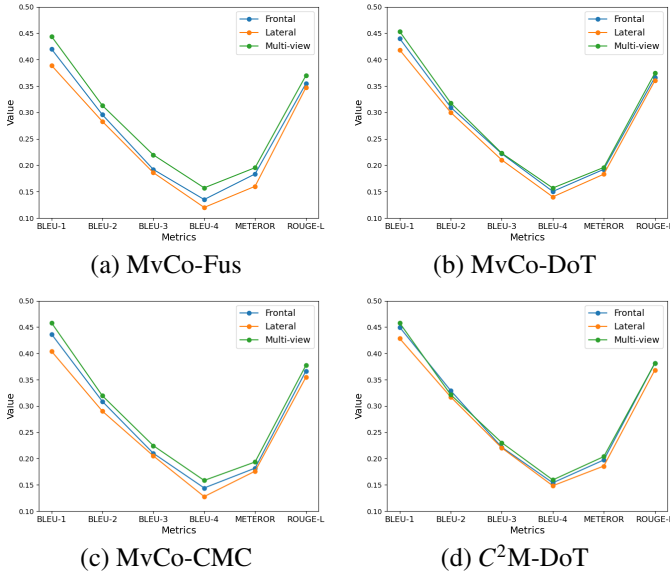 0.50
0.45
0.40
0.35
0.30
0.25
0.20
0.15
0.10
Value
BLEU-1 BLEU-2 BLEU-3 BLEU-4 METEROR ROUGE-L
Metrics
Frontal
Lateral
Multi-view
(a) MvCo-Fus
0.50
0.45
0.40
0.35
0.30
0.25
0.20
0.15
0.10
Value
BLEU-1 BLEU-2 BLEU-3 BLEU-4 METEROR ROUGE-L
Metrics
Frontal
Lateral
Multi-view
(b) MvCo-DoT
0.50
0.45
0.40
0.35
0.30
0.25
0.20
0.15
0.10
Value
BLEU-1 BLEU-2 BLEU-3 BLEU-4 METEROR ROUGE-L
Metrics
Frontal
Lateral
Multi-view
(c) MvCo-CMC
0.50
0.45
0.40
0.35
0.30
0.25
0.20
0.15
0.10
Value
BLEU-1 BLEU-2 BLEU-3 BLEU-4 METEROR ROUGE-L
Metrics
Frontal
Lateral
Multi-view
(d) C²M-DoT